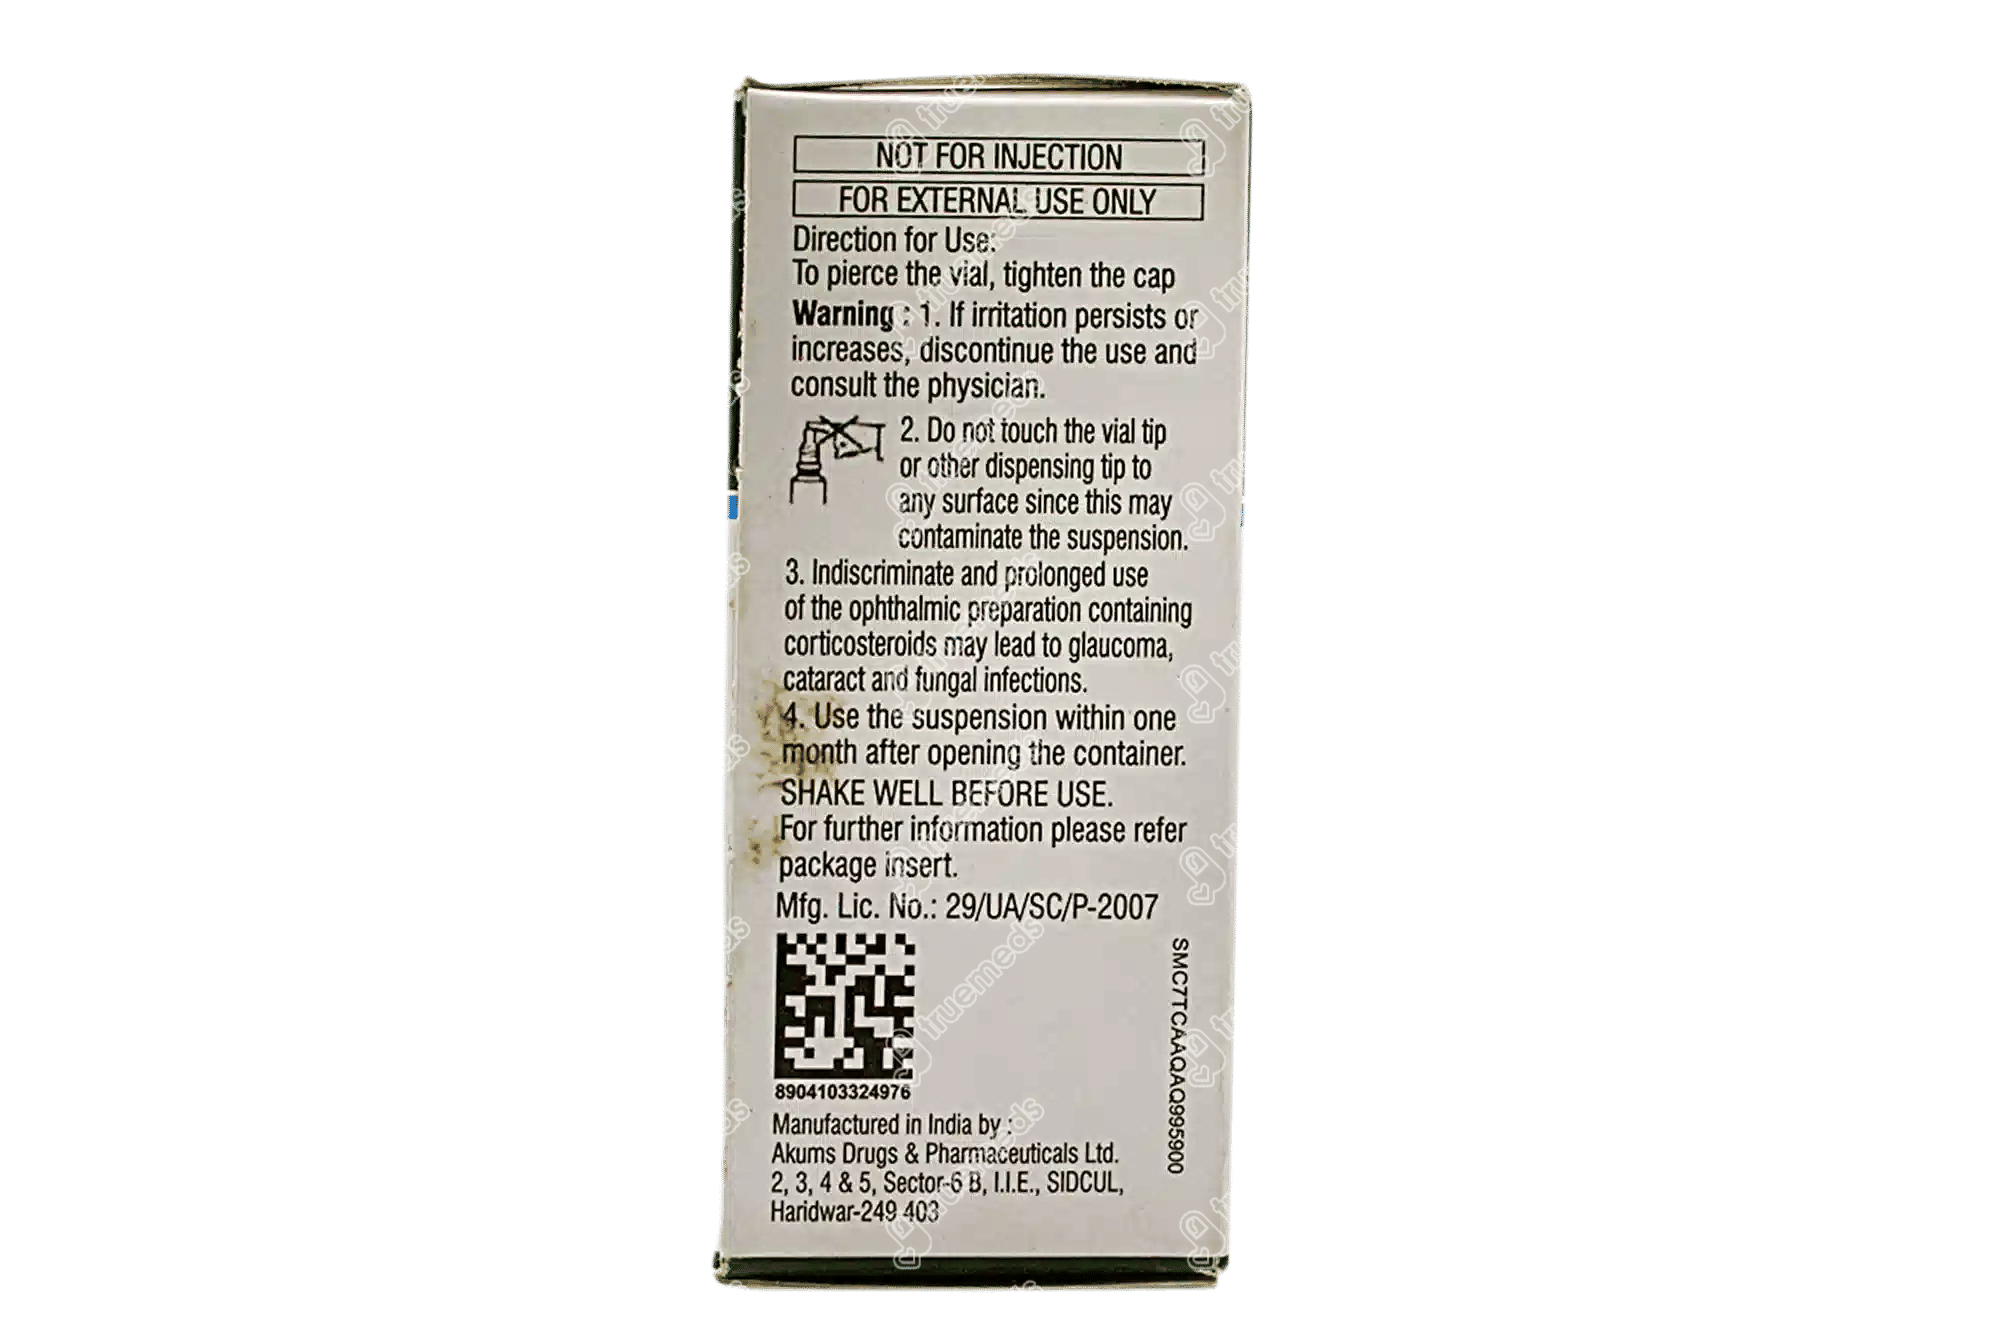 NOT FOR INJECTION
FOR EXTERNAL USE ONLY
Direction for Use:
To pierce the vial, tighten the cap
Warning : 1. If irritation persists or
increases, discontinue the use and
consult the physician.
2. Do not touch the vial tip
or other dispensing tip to
any surface since this may
contaminate the suspension.
3. Indiscriminate and prolonged use
of the ophthalmic preparation containing
corticosteroids may lead to glaucoma,
cataract and fungal infections.
4. Use the suspension within one
month after opening the container.
SHAKE WELL BEFORE USE.
For further information please refer
package insert.
Mfg. Lic. No.: 29/UA/SC/P-2007
8904103324976
SMC7TCAAQAQ995900
Manufactured in India by :
Akums Drugs & Pharmaceuticals Ltd.
2, 3, 4 & 5, Sector-6 B, I.I.E., SIDCUL,
Haridwar-249 403
truemeds